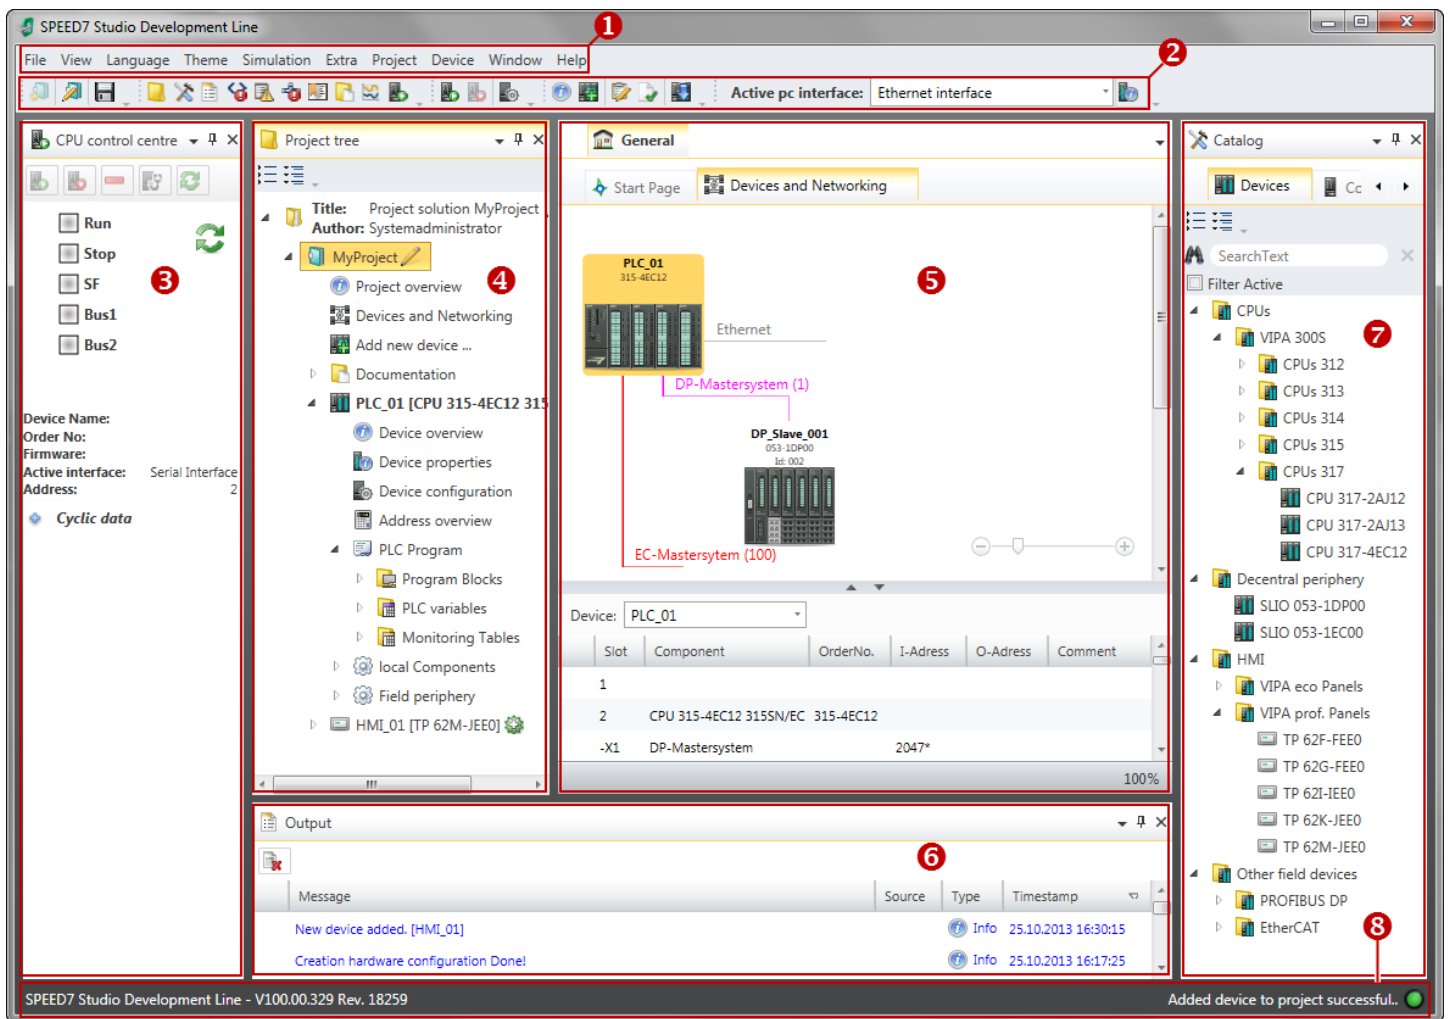 SPEED7 Studio Development Line
1
File View Language Theme Simulation Extra Project Device Window Help
2
Active pc interface: Ethernet interface
CPU control centre
Run
Stop
SF
Bus1
Bus2
3
Device Name:
Order No:
Firmware:
Active interface: Serial Interface
Address: 2
Cyclic data
Project tree
Title: Project solution MyProject
Author: Systemadministrator
MyProject
4
Project overview
Devices and Networking
Add new device ...
Documentation
PLC_01 [CPU 315-4EC12 315
Device overview
Device properties
Device configuration
Address overview
PLC Program
Program Blocks
PLC variables
Monitoring Tables
local Components
Field periphery
HMI_01 [TP 62M-JEE0]
General
Start Page Devices and Networking
PLC_01
315-4EC12
5
Ethernet
DP-Mastersystem (1)
DP_Slave_001
053-1DP00
Id: 002
EC-Mastersytem (100)
Device: PLC_01
Slot Component OrderNo. I-Adress O-Adress Comment
1
2 CPU 315-4EC12 315SN/EC 315-4EC12
-X1 DP-Mastersystem 2047*
100%
Output
6
Message Source Type Timestamp
New device added. [HMI_01] Info 25.10.2013 16:30:15
Creation hardware configuration Done! Info 25.10.2013 16:17:25
Catalog
Devices Cc
SearchText
Filter Active
CPUs
7
VIPA 300S
CPUs 312
CPUs 313
CPUs 314
CPUs 315
CPUs 317
CPU 317-2AJ12
CPU 317-2AJ13
CPU 317-4EC12
Decentral periphery
SLIO 053-1DP00
SLIO 053-1EC00
HMI
VIPA eco Panels
VIPA prof. Panels
TP 62F-FEE0
TP 62G-FEE0
TP 62I-IEE0
TP 62K-JEE0
TP 62M-JEE0
Other field devices
PROFIBUS DP
EtherCAT
8
SPEED7 Studio Development Line - V100.00.329 Rev. 18259
Added device to project successful..